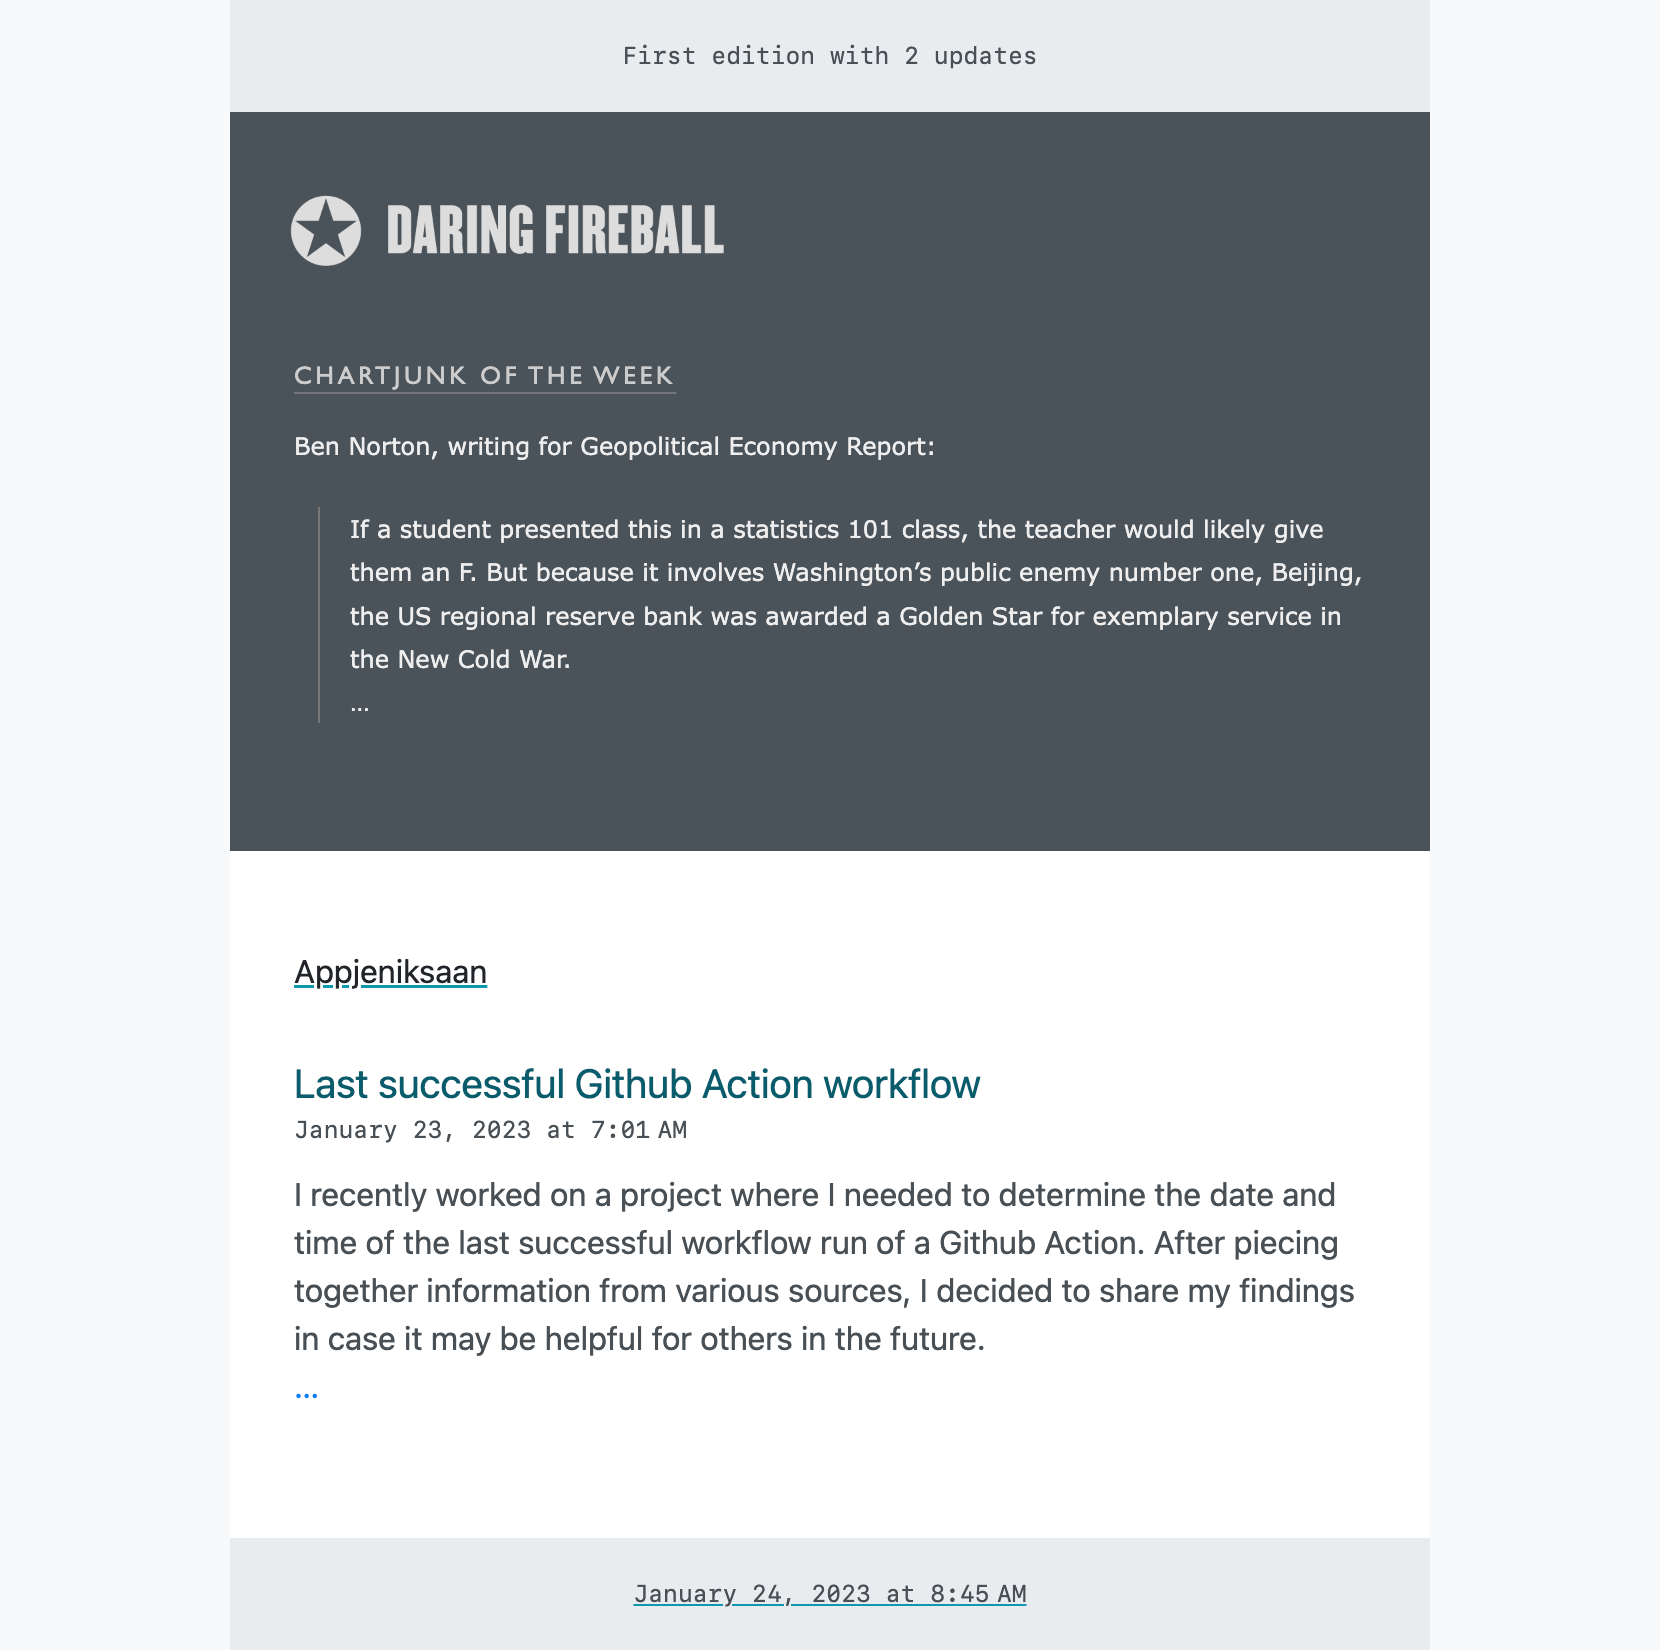 First edition with 2 updates
DARING FIREBALL
CHARTJUNK OF THE WEEK
Ben Norton, writing for Geopolitical Economy Report:
If a student presented this in a statistics 101 class, the teacher would likely give
them an F. But because it involves Washington’s public enemy number one, Beijing,
the US regional reserve bank was awarded a Golden Star for exemplary service in
the New Cold War.
...
Appjeniksaan
Last successful Github Action workflow
January 23, 2023 at 7:01 AM
I recently worked on a project where I needed to determine the date and
time of the last successful workflow run of a Github Action. After piecing
together information from various sources, I decided to share my findings
in case it may be helpful for others in the future.
...
January 24, 2023 at 8:45 AM